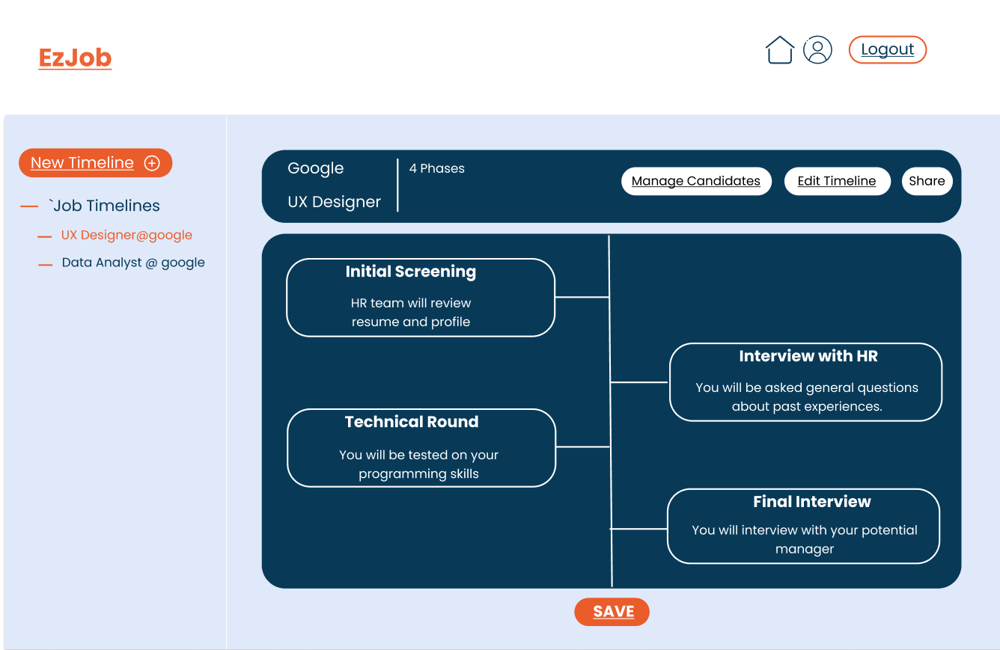 EzJob
Logout
New Timeline
`Job Timelines
UX Designer@google
Data Analyst @ google
Google
UX Designer
4 Phases
Manage Candidates
Edit Timeline
Share
Initial Screening
HR team will review
resume and profile
Interview with HR
You will be asked general questions
about past experiences.
Technical Round
You will be tested on your
programming skills
Final Interview
You will interview with your potential
manager
SAVE